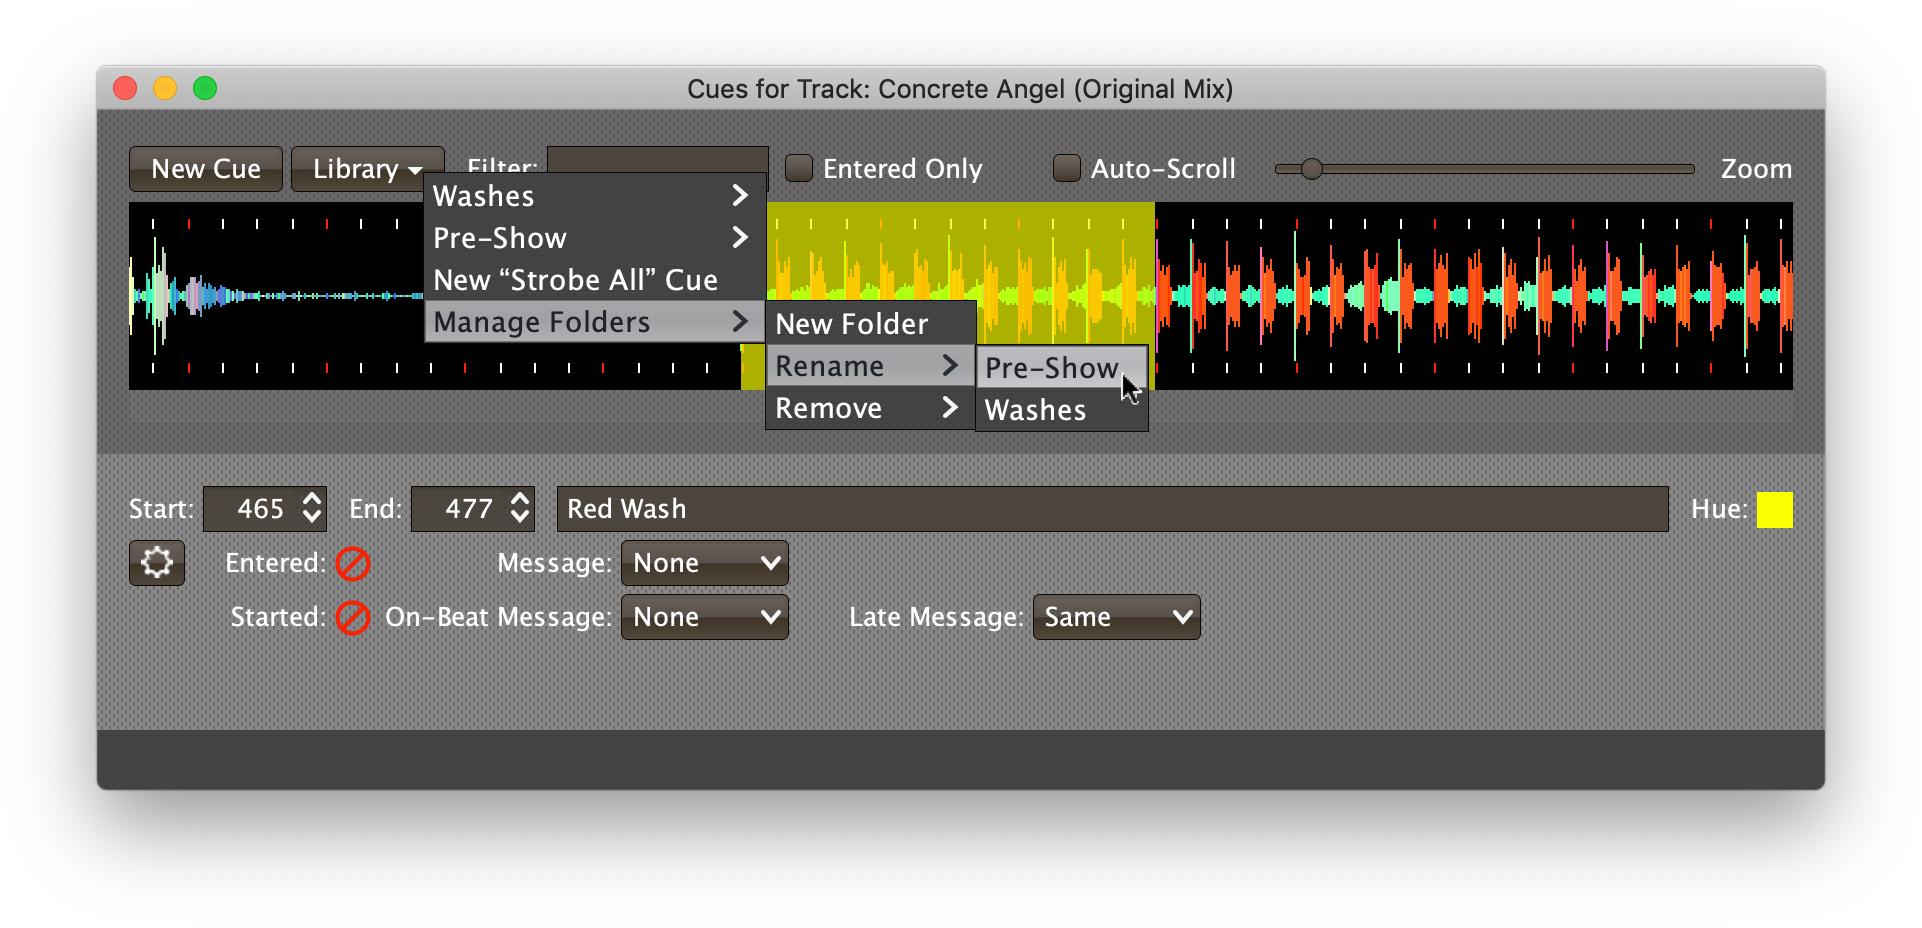 Cues for Track: Concrete Angel (Original Mix)
New Cue Library Filter: Entered Only Auto-Scroll Zoom
Washes
Pre-Show
New “Strobe All” Cue
Manage Folders
New Folder
Rename
Remove
Pre-Show
Washes
Start: 465 End: 477 Red Wash Hue:
Entered: Message: None
Started: On-Beat Message: None Late Message: Same